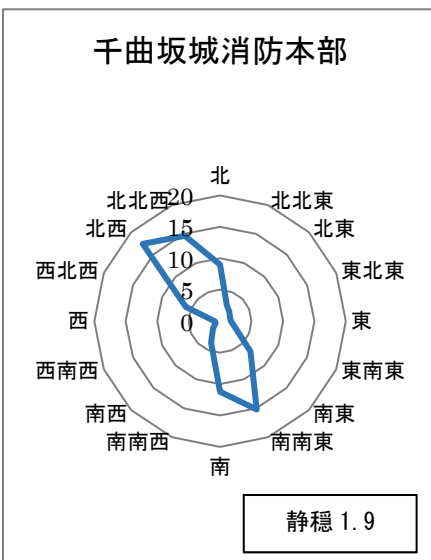 千曲坂城消防本部
北
北北西
20
北北東
北西
15
北東
西北西
10
東北東
5
西
0
東
西南西
東南東
南西
南東
南南西
南南東
南
静穏 1.9